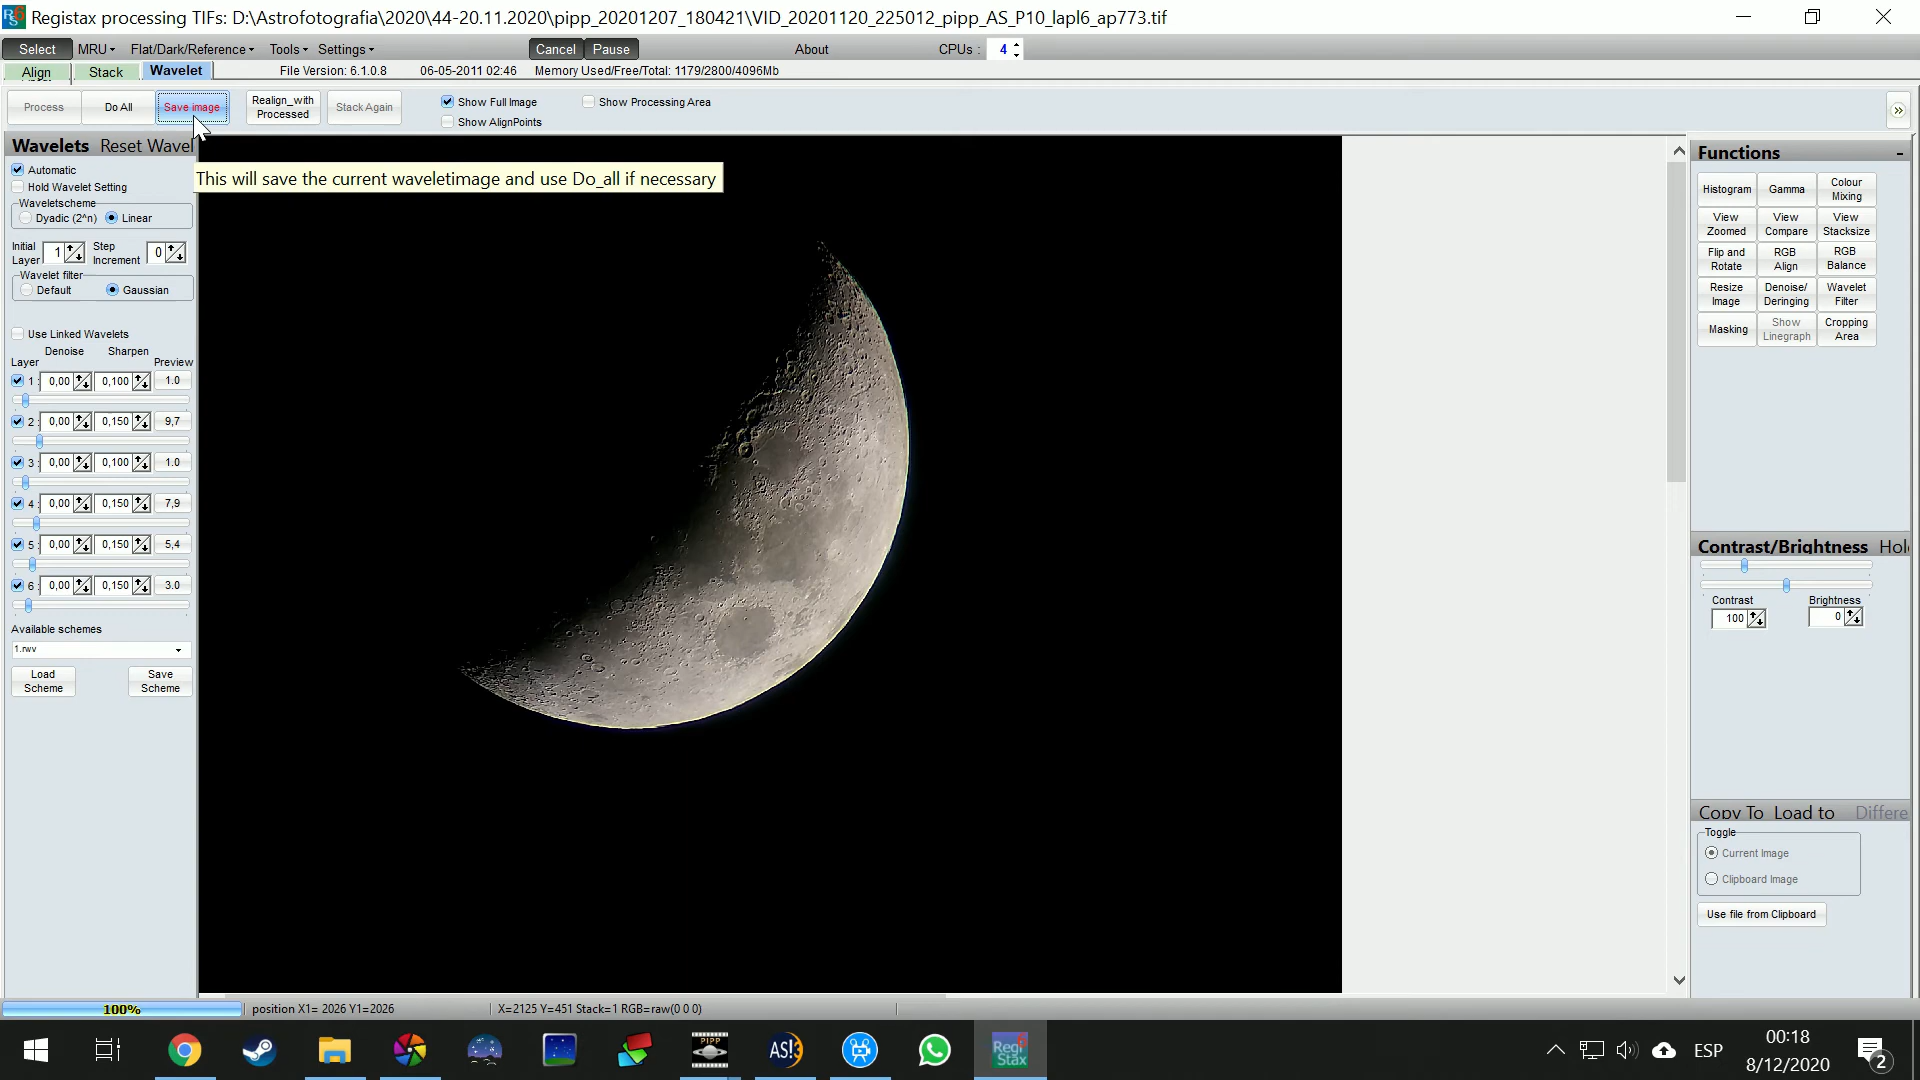 Registax processing TIFs: D:\Astrofotografia\2020\44-20.11.2020\pipp_20201207_180421\VID_20201120_225012_pipp_AS_P10_lapl6_ap773.tif
Select MRU Flat/Dark/Reference Tools Settings Cancel Pause About CPUs : 4
Align Stack Wavelet File Version: 6.1.0.8 06-05-2011 02:46 Memory Used/Free/Total: 1179/2800/4096Mb
Process Do All Save image Realign_with Processed Stack Again
Show Full Image Show Processing Area
Show AlignPoints
»
Wavelets Reset Wavel
This will save the current waveletimage and use Do_all if necessary
Automatic
Hold Wavelet Setting
Waveletscheme
Dyadic (2^n) Linear
Initial Layer 1 Step Increment 0
Wavelet filter
Default Gaussian
Use Linked Wavelets
Denoise Sharpen
Layer Preview
1 : 0,00 0,100 1.0
2 : 0,00 0,150 9,7
3 : 0,00 0,100 1.0
4 : 0,00 0,150 7,9
5 : 0,00 0,150 5,4
6 : 0,00 0,150 3.0
Available schemes
1.rwv
Load Scheme Save Scheme
Functions -
Histogram Gamma Colour Mixing
View Zoomed View Compare View Stacksize
Flip and Rotate RGB Align RGB Balance
Resize Image Denoise/ Deringing Wavelet Filter
Masking Show Linegraph Cropping Area
Contrast/Brightness Hol
Contrast Brightness
100 0
Copy To Load to Differe
Toggle
Current Image
Clipboard Image
Use file from Clipboard
100% position X1= 2026 Y1=2026 X=2125 Y=451 Stack=1 RGB=raw(0 0 0)
PIPP
AS!3
Regi Stax
ESP
00:18
8/12/2020
2